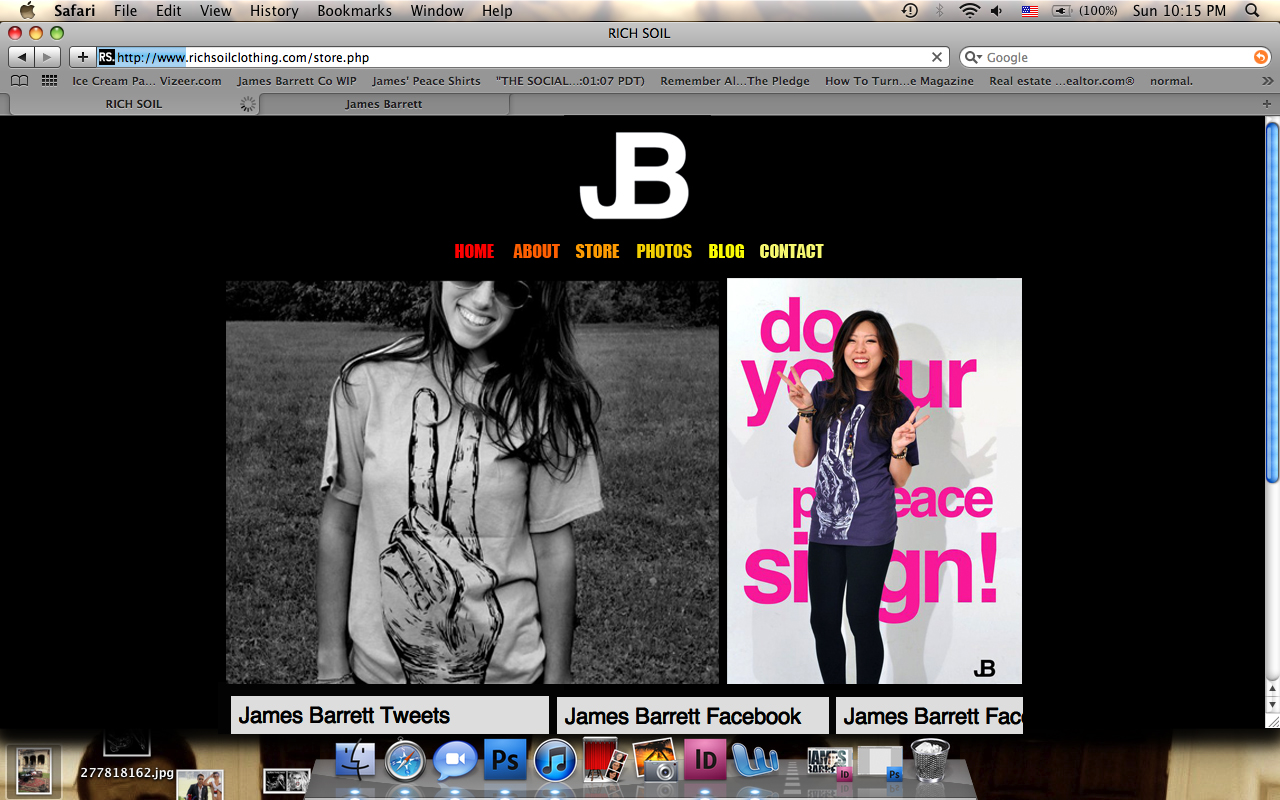 Safari File Edit View History Bookmarks Window Help (100%) Sun 10:15 PM
RICH SOIL
RS. http://www.richsoilclothing.com/store.php Google
Ice Cream Pa... Vizeer.com James Barrett Co WIP James' Peace Shirts "THE SOCIAL...:01:07 PDT) Remember Al...The Pledge How To Turn...e Magazine Real estate ...ealtor.com® normal.
RICH SOIL James Barrett
JB
HOME ABOUT STORE PHOTOS BLOG CONTACT
do
your
peace
sign!
JB
James Barrett Tweets James Barrett Facebook James Barrett Fac
277818162.jpg
Ps ID
JAMES BARRETT ID Ps